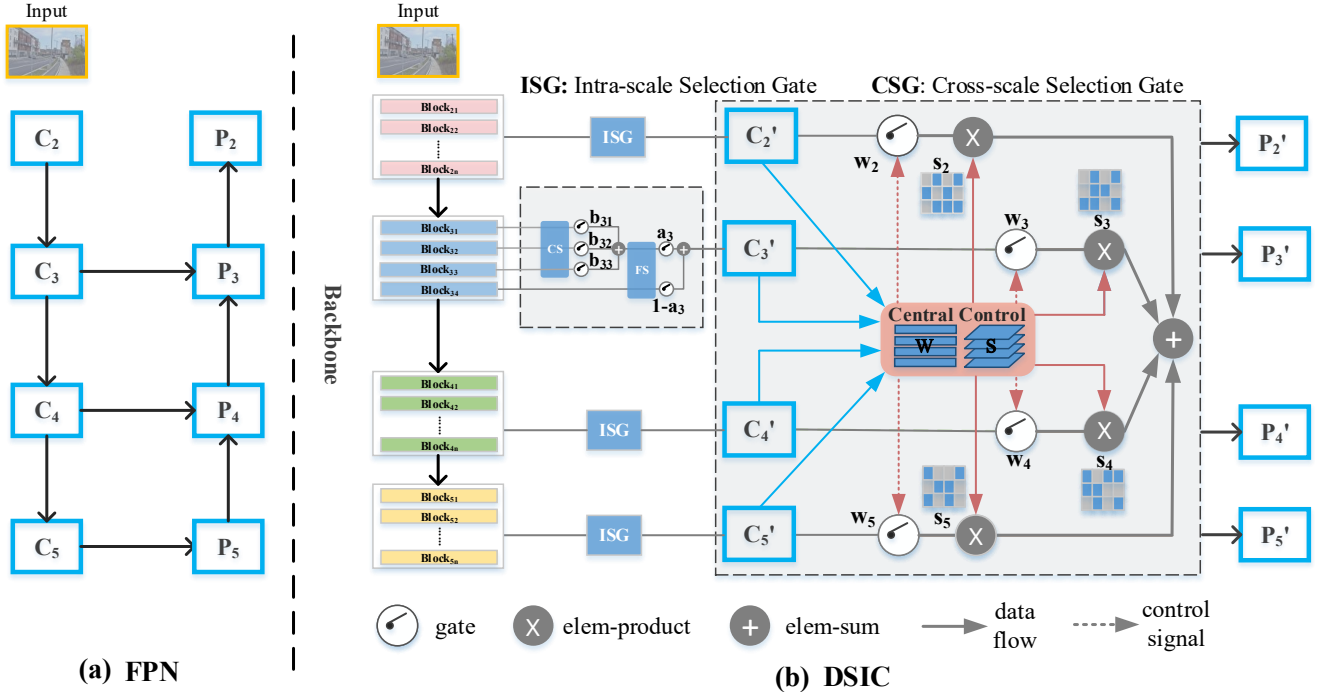 Input
C2
P2
C3
P3
C4
P4
C5
P5
(a) FPN
Backbone
Input
ISG: Intra-scale Selection Gate
CSG: Cross-scale Selection Gate
Block21
Block22
Block2n
ISG
C2'
w2
X
s2
P2'
Block31
Block32
Block33
Block34
CS
b31
b32
b33
+
FS
a3
+
1-a3
C3'
w3
s3
X
P3'
Central Control
W
S
+
Block41
Block42
Block4n
ISG
C4'
w4
X
s4
P4'
Block51
Block52
Block5n
ISG
C5'
w5
s5
X
P5'
gate
X
elem-product
+
elem-sum
data
flow
control
signal
(b) DSIC